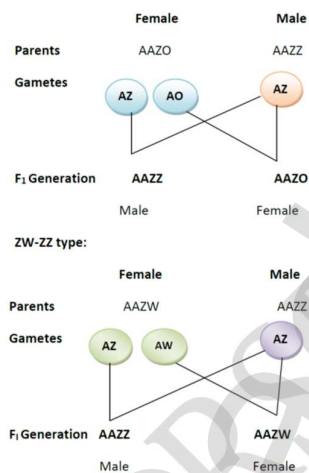 Female Male
Parents AAZO AAZZ
Gametes AZ AO AZ
F₁ Generation AAZZ AAZO
Male Female
ZW-ZZ type:
Female Male
Parents AAZW AAZZ
Gametes AZ AW AZ
F₁ Generation AAZZ AAZW
Male Female